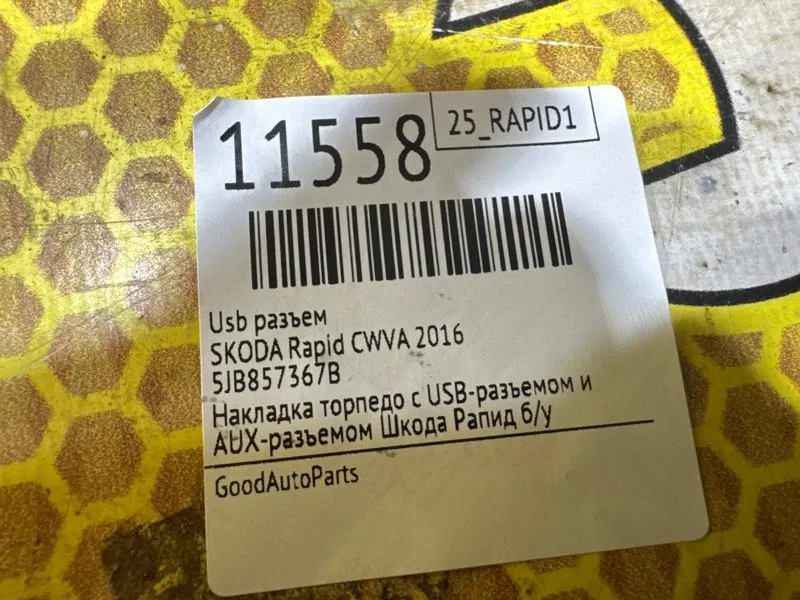 11558
25_RAPID1
Usb разъем
SKODA Rapid CWVA 2016
5JB857367B
Накладка торпедо с USB-разъемом и
AUX-разъемом Шкода Рапид б/у
GoodAutoParts